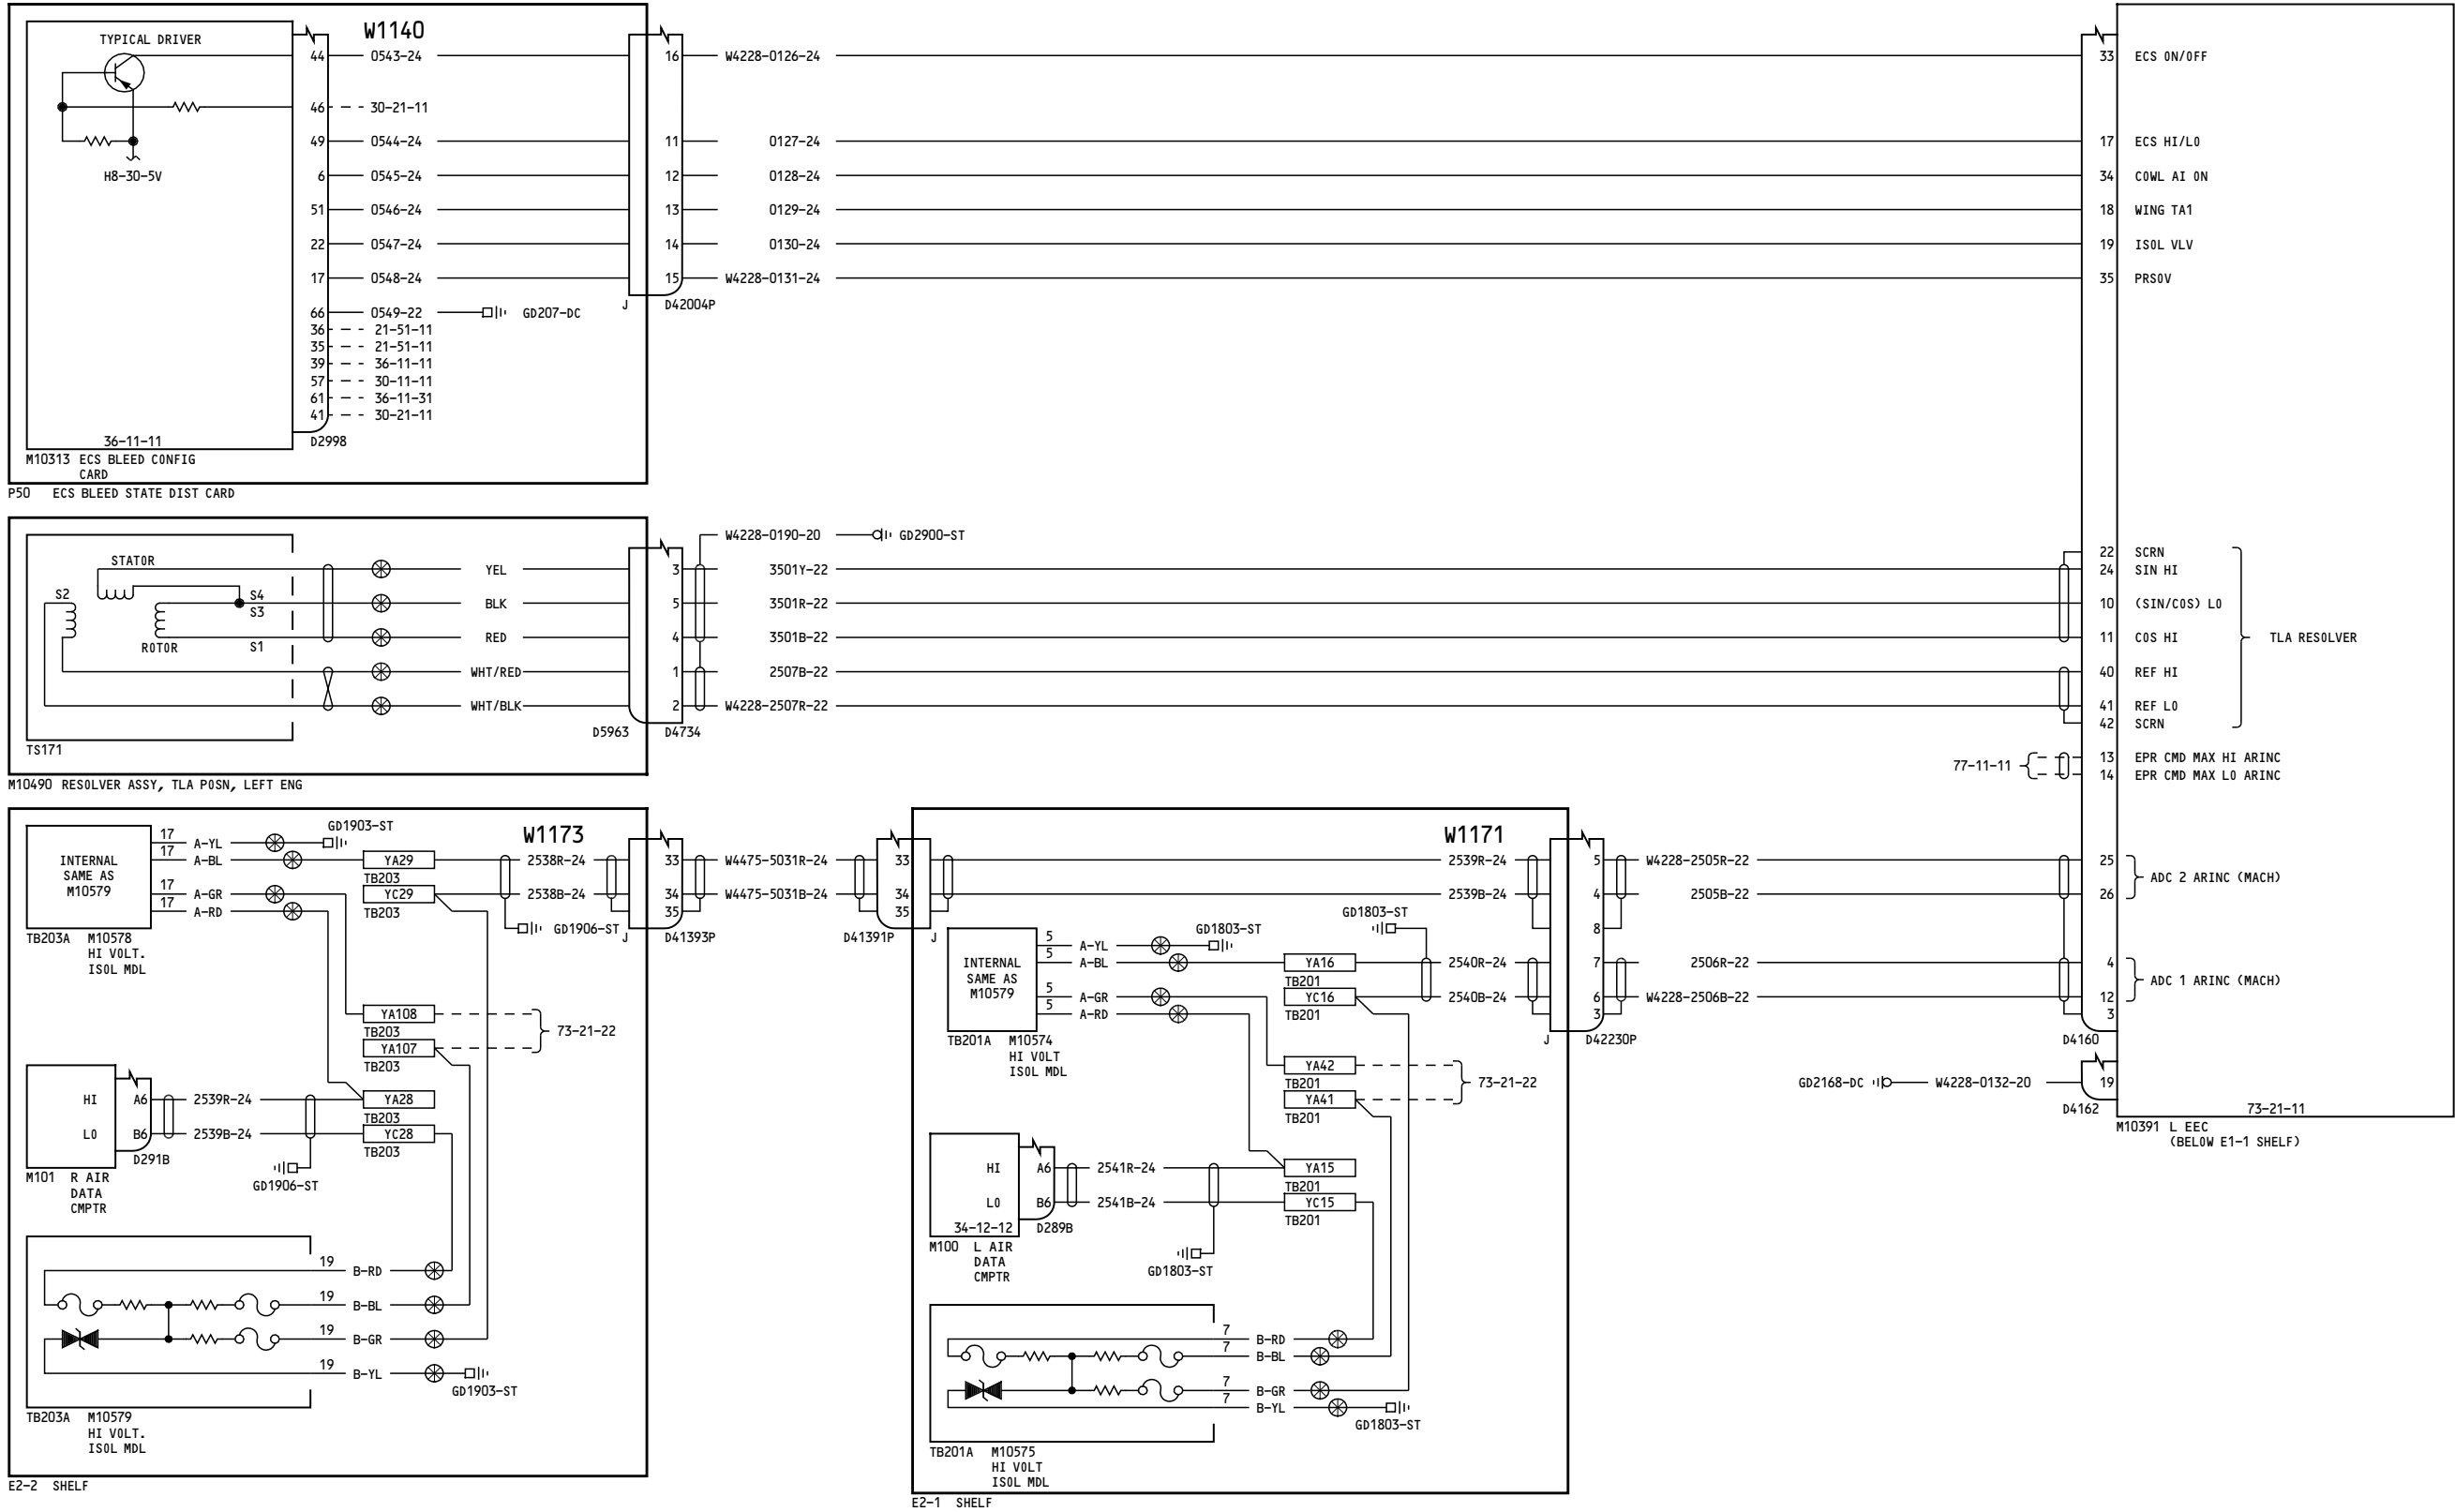 W1140
TYPICAL DRIVER
44 0543-24 16 W4228-0126-24 33 ECS ON/OFF
46 30-21-11
49 0544-24 11 0127-24 17 ECS HI/LO
H8-30-5V
6 0545-24 12 0128-24 34 COWL AI ON
51 0546-24 13 0129-24 18 WING TA1
22 0547-24 14 0130-24 19 ISOL VLV
17 0548-24 15 W4228-0131-24 35 PRSOV
J D42004P
66 0549-22 GD207-DC
36 21-51-11
35 21-51-11
39 36-11-11
57 30-11-11
61 36-11-31
41 30-21-11
36-11-11
D2998
M10313 ECS BLEED CONFIG
CARD
P50 ECS BLEED STATE DIST CARD
W4228-0190-20 GD2900-ST
22 SCRN
STATOR
YEL 3 3501Y-22 24 SIN HI
S2
S4
BLK 5 3501R-22 10 (SIN/COS) LO
S3
RED 4 3501B-22 11 COS HI TLA RESOLVER
ROTOR S1
WHT/RED 1 2507B-22 40 REF HI
WHT/BLK 2 W4228-2507R-22 41 REF LO
42 SCRN
D5963 D4734
TS171
M10490 RESOLVER ASSY, TLA POSN, LEFT ENG
77-11-11
13 EPR CMD MAX HI ARINC
14 EPR CMD MAX LO ARINC
W1173
W1171
INTERNAL
SAME AS
M10579
17 A-YL GD1903-ST
17 A-BL YA29 2538R-24 33 W4475-5031R-24 33 2539R-24 5 W4228-2505R-22 25
TB203
ADC 2 ARINC (MACH)
17 A-GR YC29 2538B-24 34 W4475-5031B-24 34 2539B-24 4 2505B-22 26
TB203
17 A-RD
35 35
GD1906-ST
8
J D41393P
D41391P J
TB203A M10578
HI VOLT.
ISOL MDL
YA108
TB203
YA107
TB203
73-21-22
HI A6 2539R-24 YA28
TB203
LO B6 2539B-24 YC28
TB203
D291B
GD1906-ST
M101 R AIR
DATA
CMPTR
19 B-RD
19 B-BL
19 B-GR
19 B-YL
GD1903-ST
TB203A M10579
HI VOLT.
ISOL MDL
E2-2 SHELF
INTERNAL
SAME AS
M10579
5 A-YL GD1803-ST
GD1803-ST
5 A-BL YA16 2540R-24 7 2506R-22 4
TB201
ADC 1 ARINC (MACH)
5 A-GR YC16 2540B-24 6 W4228-2506B-22 12
TB201
5 A-RD
3 3
J D42230P
D4160
TB201A M10574
HI VOLT
ISOL MDL
YA42
TB201
YA41
TB201
73-21-22
GD2168-DC W4228-0132-20 19
D4162
73-21-11
M10391 L EEC
(BELOW E1-1 SHELF)
HI A6 2541R-24 YA15
TB201
LO B6 2541B-24 YC15
TB201
34-12-12 D289B
GD1803-ST
M100 L AIR
DATA
CMPTR
7 B-RD
7 B-BL
7 B-GR
7 B-YL
GD1803-ST
TB201A M10575
HI VOLT
ISOL MDL
E2-1 SHELF